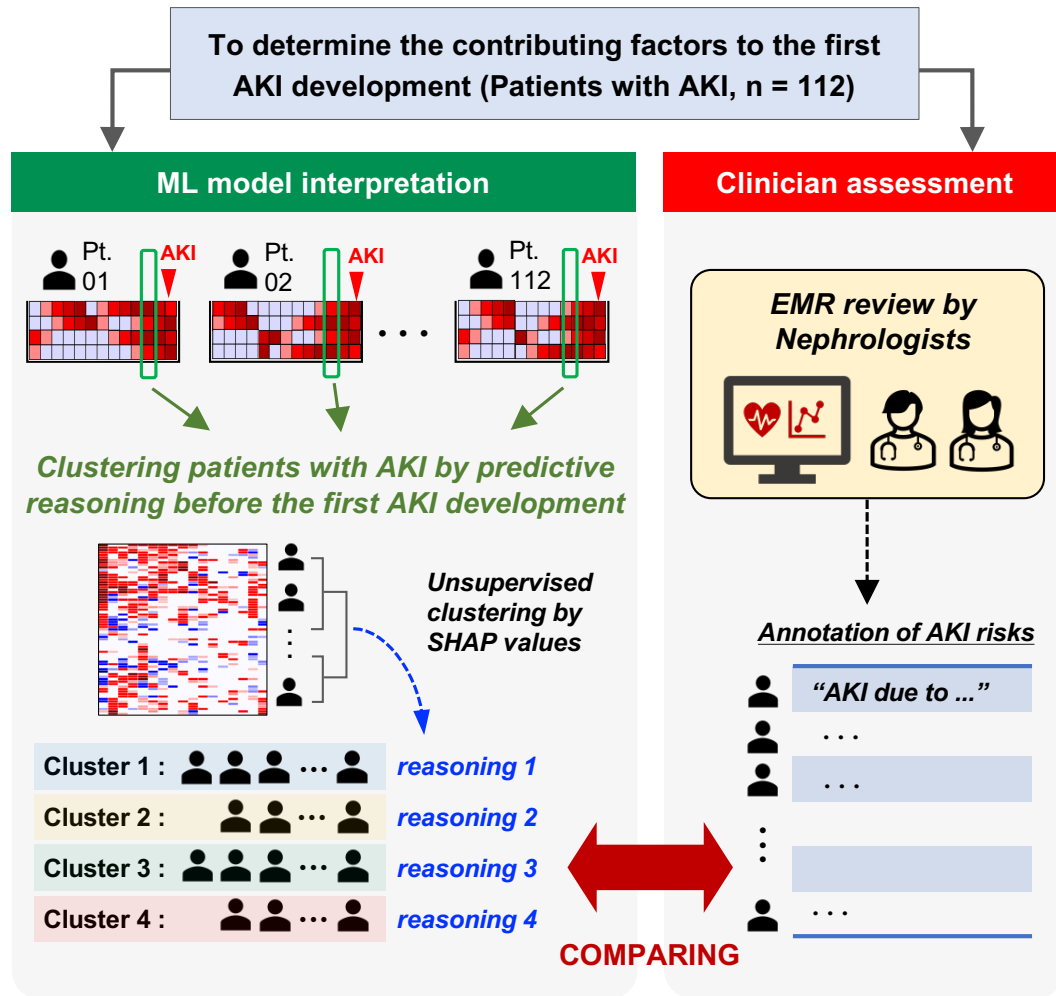 To determine the contributing factors to the first
AKI development (Patients with AKI, n = 112)
ML model interpretation
Pt.
01
AKI
Pt.
02
AKI
. . .
Pt.
112
AKI
Clustering patients with AKI by predictive
reasoning before the first AKI development
Unsupervised
clustering by
SHAP values
Cluster 1 : ... reasoning 1
Cluster 2 : ... reasoning 2
Cluster 3 : ... reasoning 3
Cluster 4 : ... reasoning 4
COMPARING
Clinician assessment
EMR review by
Nephrologists
Annotation of AKI risks
“AKI due to ...”
. . .
. . .
. . .